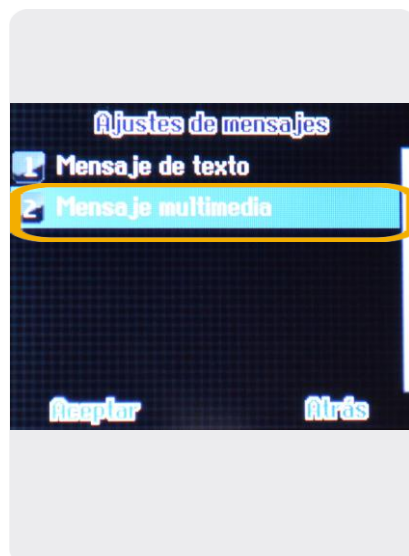 Ajustes de mensajes
1 Mensaje de texto
2 Mensaje multimedia
Aceptar Atrás